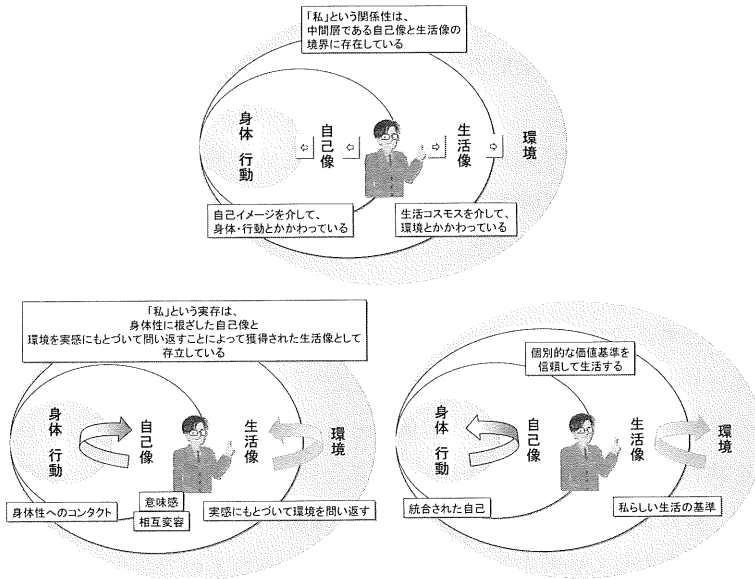 「私」という関係性は、
中間層である自己像と生活像の
境界に存在している
身体 行動
自己像
生活像
環境
自己イメージを介して、
身体・行動とかかわっている
生活コスモスを介して、
環境とかかわっている
「私」という実存は、
身体性に根ざした自己像と
環境を実感にもとづいて問い返すことによって獲得された生活像として
存立している
身体 行動
自己像
生活像
環境
身体性へのコンタクト
意味感
相互変容
実感にもとづいて環境を問い返す
個別的な価値基準を
信頼して生活する
身体 行動
自己像
生活像
環境
統合された自己
私らしい生活の基準